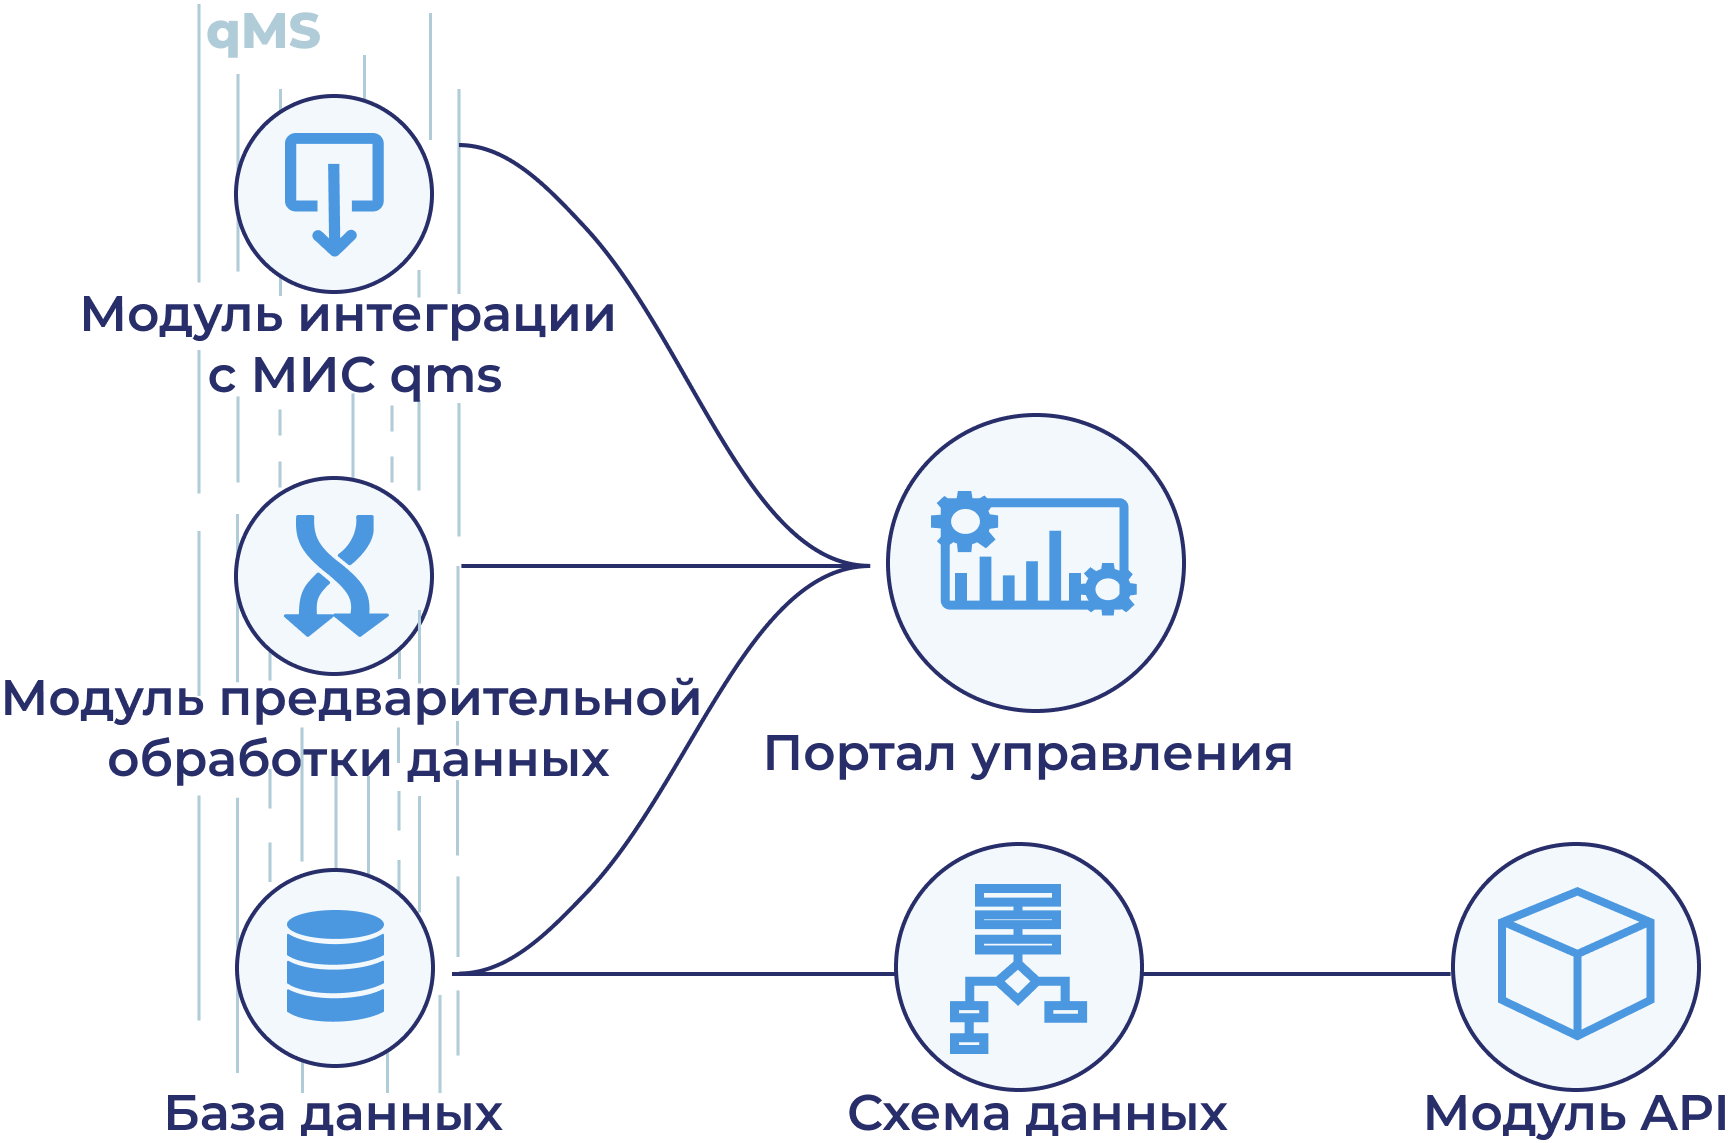 qMS
Модуль интеграции
с МИС qms
Модуль предварительной
обработки данных
Портал управления
База данных
Схема данных
Модуль API